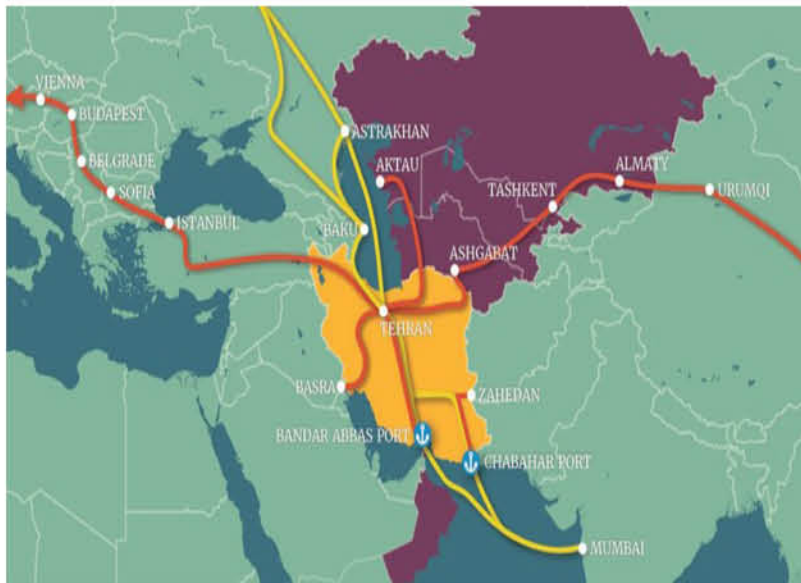 VIENNA
BUDAPEST
BELGRADE
SOFIA
ISTANBUL
ASTRAKHAN
AKTAU
BAKU
TASHKENT
ALMATY
URUMQI
ASHGABAT
TEHRAN
BASRA
ZAHEDAN
BANDAR ABBAS PORT
CHABAHAR PORT
MUMBAI